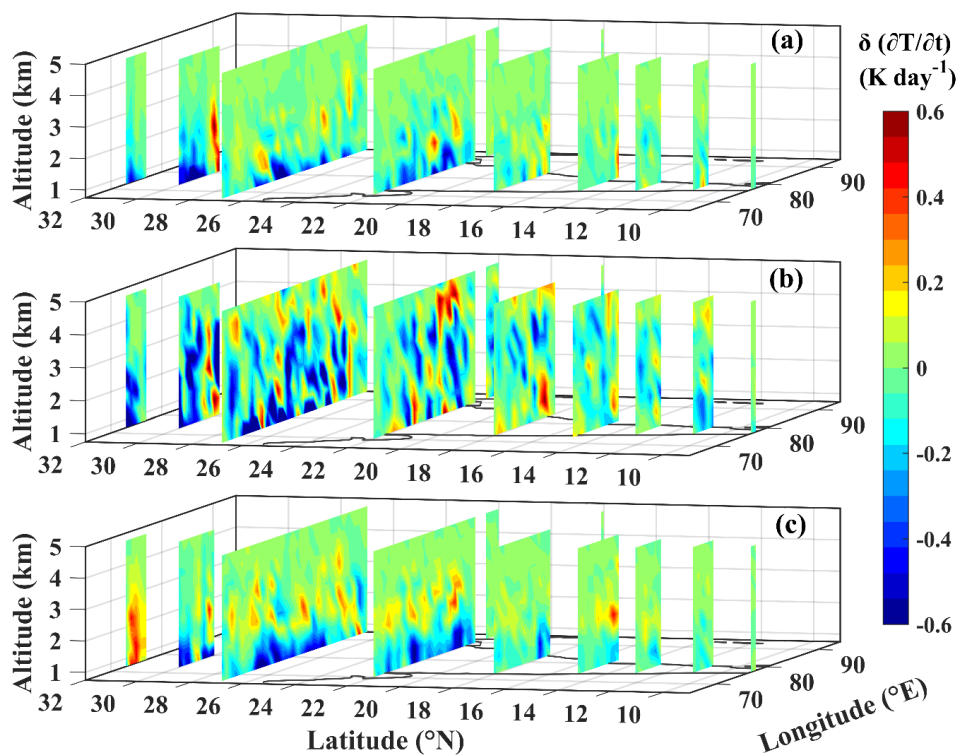 (a)
δ (∂T/∂t)
(K day⁻¹)
Altitude (km)
5
4
3
2
1
32 30 28 26 24 22 20 18 16 14 12 10
70 80 90
0.6
0.4
0.2
0
-0.2
-0.4
-0.6
(b)
Altitude (km)
5
4
3
2
1
32 30 28 26 24 22 20 18 16 14 12 10
70 80 90
(c)
Altitude (km)
5
4
3
2
1
32 30 28 26 24 22 20 18 16 14 12 10
70 80 90
Latitude (°N)
Longitude (°E)